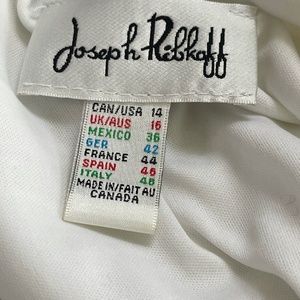 Joseph Ribkoff
CAN/USA 14
UK/AUS 16
MEXICO 36
GER 42
FRANCE 44
SPAIN 46
ITALY 48
MADE IN/FAIT AU
CANADA